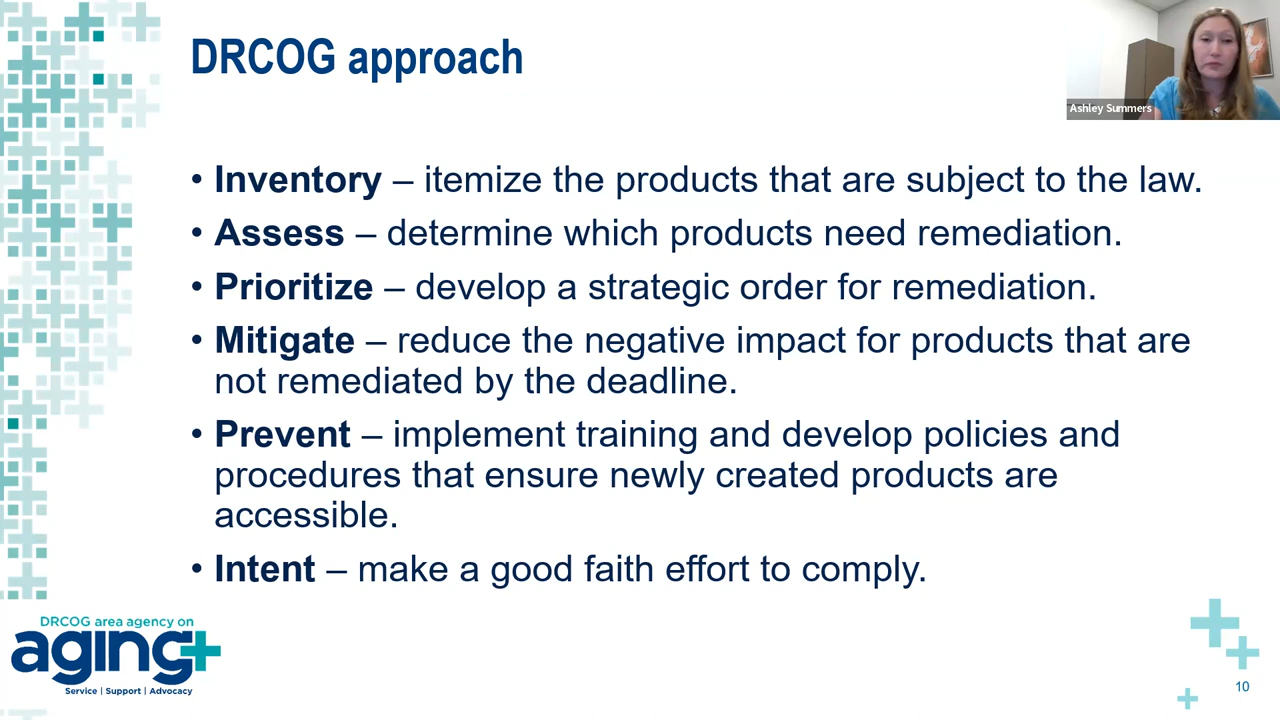 DRCOG approach
Ashley Summers
• Inventory – itemize the products that are subject to the law.
• Assess – determine which products need remediation.
• Prioritize – develop a strategic order for remediation.
• Mitigate – reduce the negative impact for products that are
not remediated by the deadline.
• Prevent – implement training and develop policies and
procedures that ensure newly created products are
accessible.
• Intent – make a good faith effort to comply.
DRCOG area agency on
aging+
Service | Support | Advocacy
10